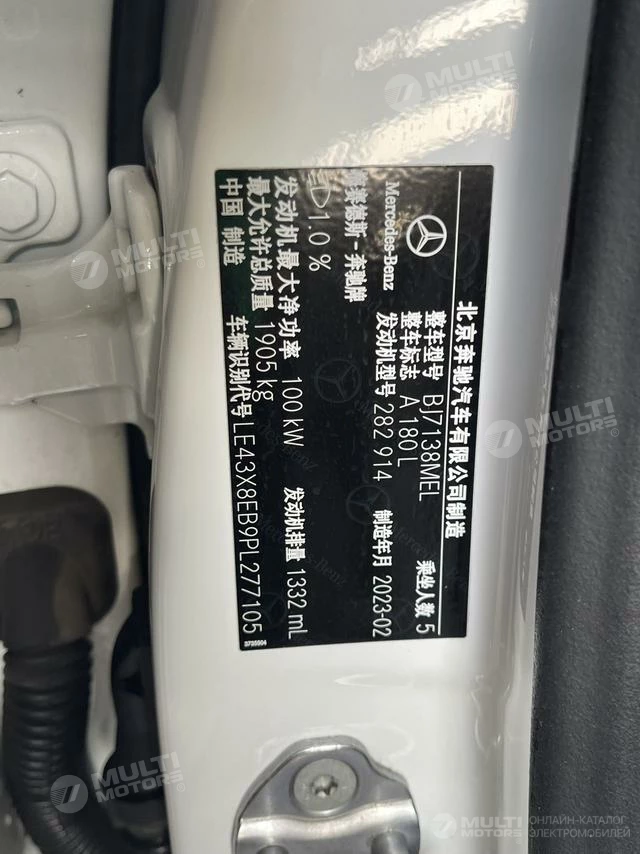 北京奔驰汽车有限公司制造
Mercedes-Benz
梅赛德斯-奔驰牌
整车型号 BJ7138MEL 乘坐人数 5
整车标志 A 180 L
发动机型号 282 914 制造年月 2023-02
1.0 %
发动机最大净功率 100 kW 发动机排量 1332 mL
最大允许总质量 1905 kg
中国 制造 车辆识别代号 LE43X8EB9PL277105
MULTI MOTORS
MULTI MOTORS
MULTI MOTORS
MULTI MOTORS
MULTI MOTORS ОНЛАЙН-КАТАЛОГ ЭЛЕКТРОМОБИЛЕЙ